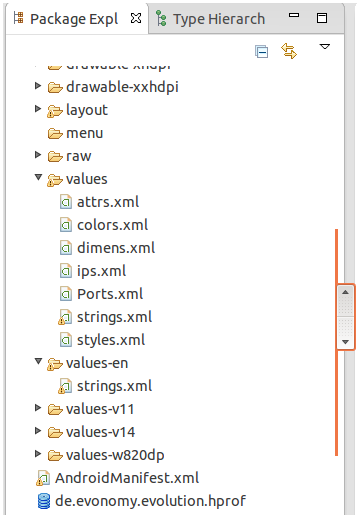 Package Expl
Type Hierarch
drawable-xhdpi
drawable-xxhdpi
layout
menu
raw
values
attrs.xml
colors.xml
dimens.xml
ips.xml
Ports.xml
strings.xml
styles.xml
values-en
strings.xml
values-v11
values-v14
values-w820dp
AndroidManifest.xml
de.evonomy.evolution.hprof